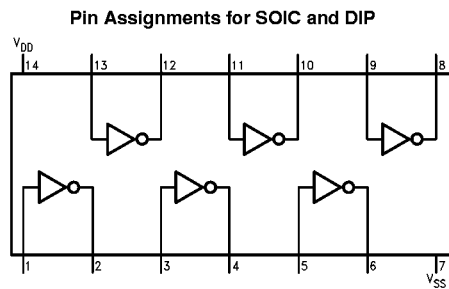 Pin Assignments for SOIC and DIP
VDD
14 13 12 11 10 9 8
1 2 3 4 5 6 7
VSS